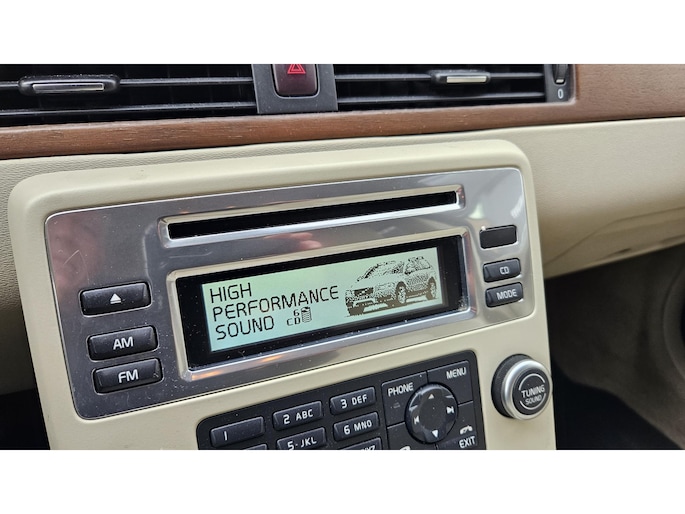 HIGH
PERFORMANCE
SOUND 6
CD
AM
FM
CD
MODE
PHONE
MENU
1
2 ABC
3 DEF
5 JKL
6 MNO
EXIT
TUNING
SOUND
0